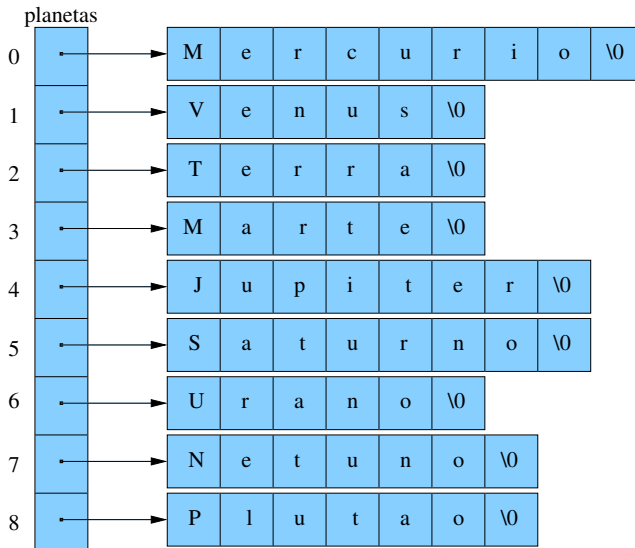 planetas
0 M e r c u r i o \0
1 V e n u s \0
2 T e r r a \0
3 M a r t e \0
4 J u p i t e r \0
5 S a t u r n o \0
6 U r a n o \0
7 N e t u n o \0
8 P l u t a o \0